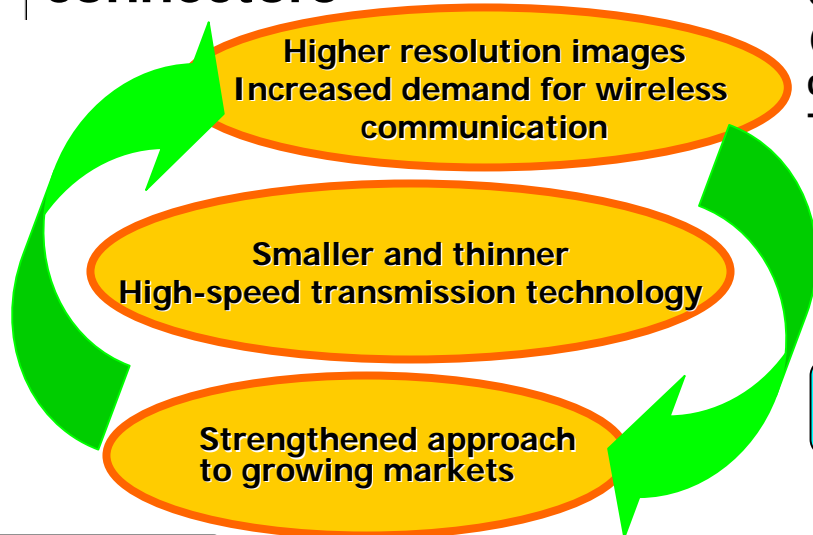 Higher resolution images
Increased demand for wireless
communication
Smaller and thinner
High-speed transmission technology
Strengthened approach
to growing markets